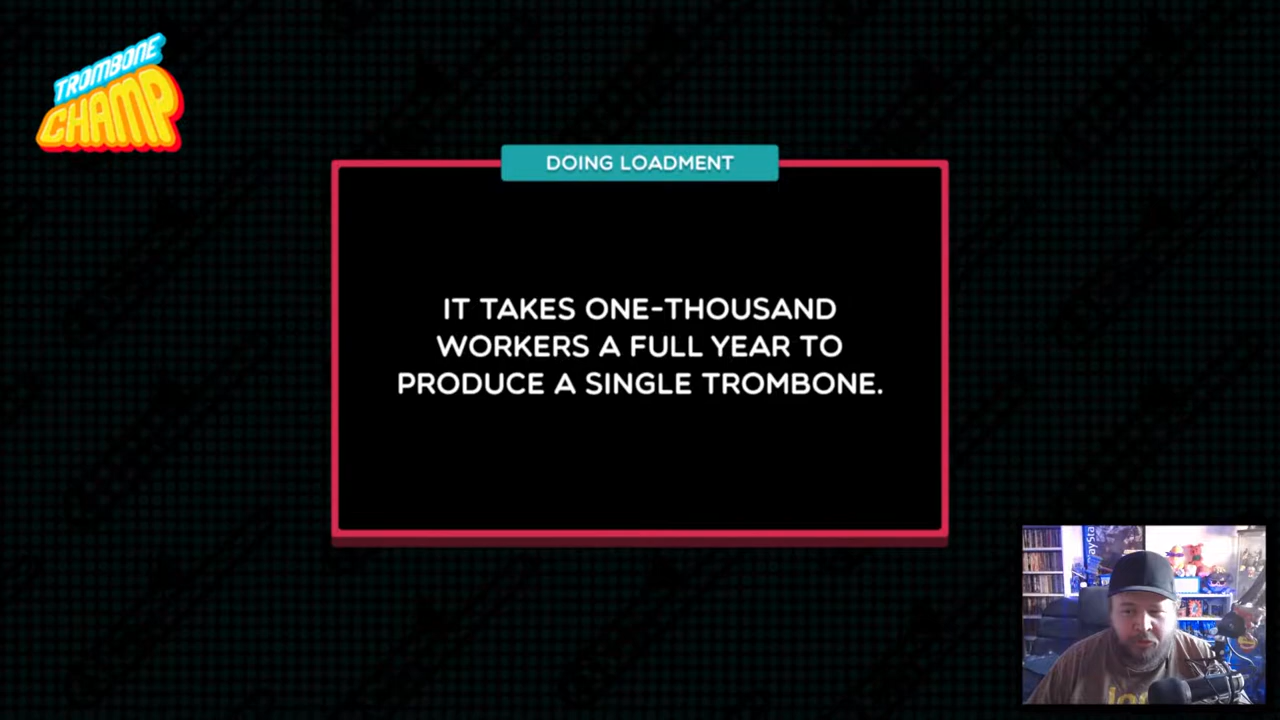 TROMBONE
CHAMP
DOING LOADMENT
IT TAKES ONE-THOUSAND
WORKERS A FULL YEAR TO
PRODUCE A SINGLE TROMBONE.